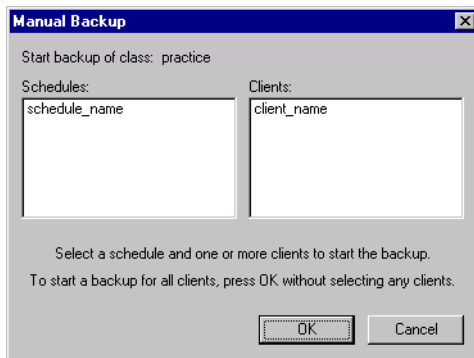 Manual Backup
Start backup of class: practice
Schedules:
Clients:
schedule_name
client_name
Select a schedule and one or more clients to start the backup.
To start a backup for all clients, press OK without selecting any clients.
OK
Cancel